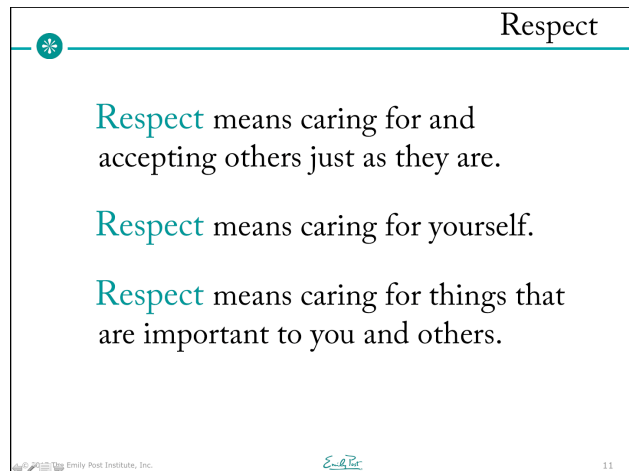 Respect
Respect means caring for and
accepting others just as they are.
Respect means caring for yourself.
Respect means caring for things that
are important to you and others.
Emily Post Institute, Inc.
Emily Post
11